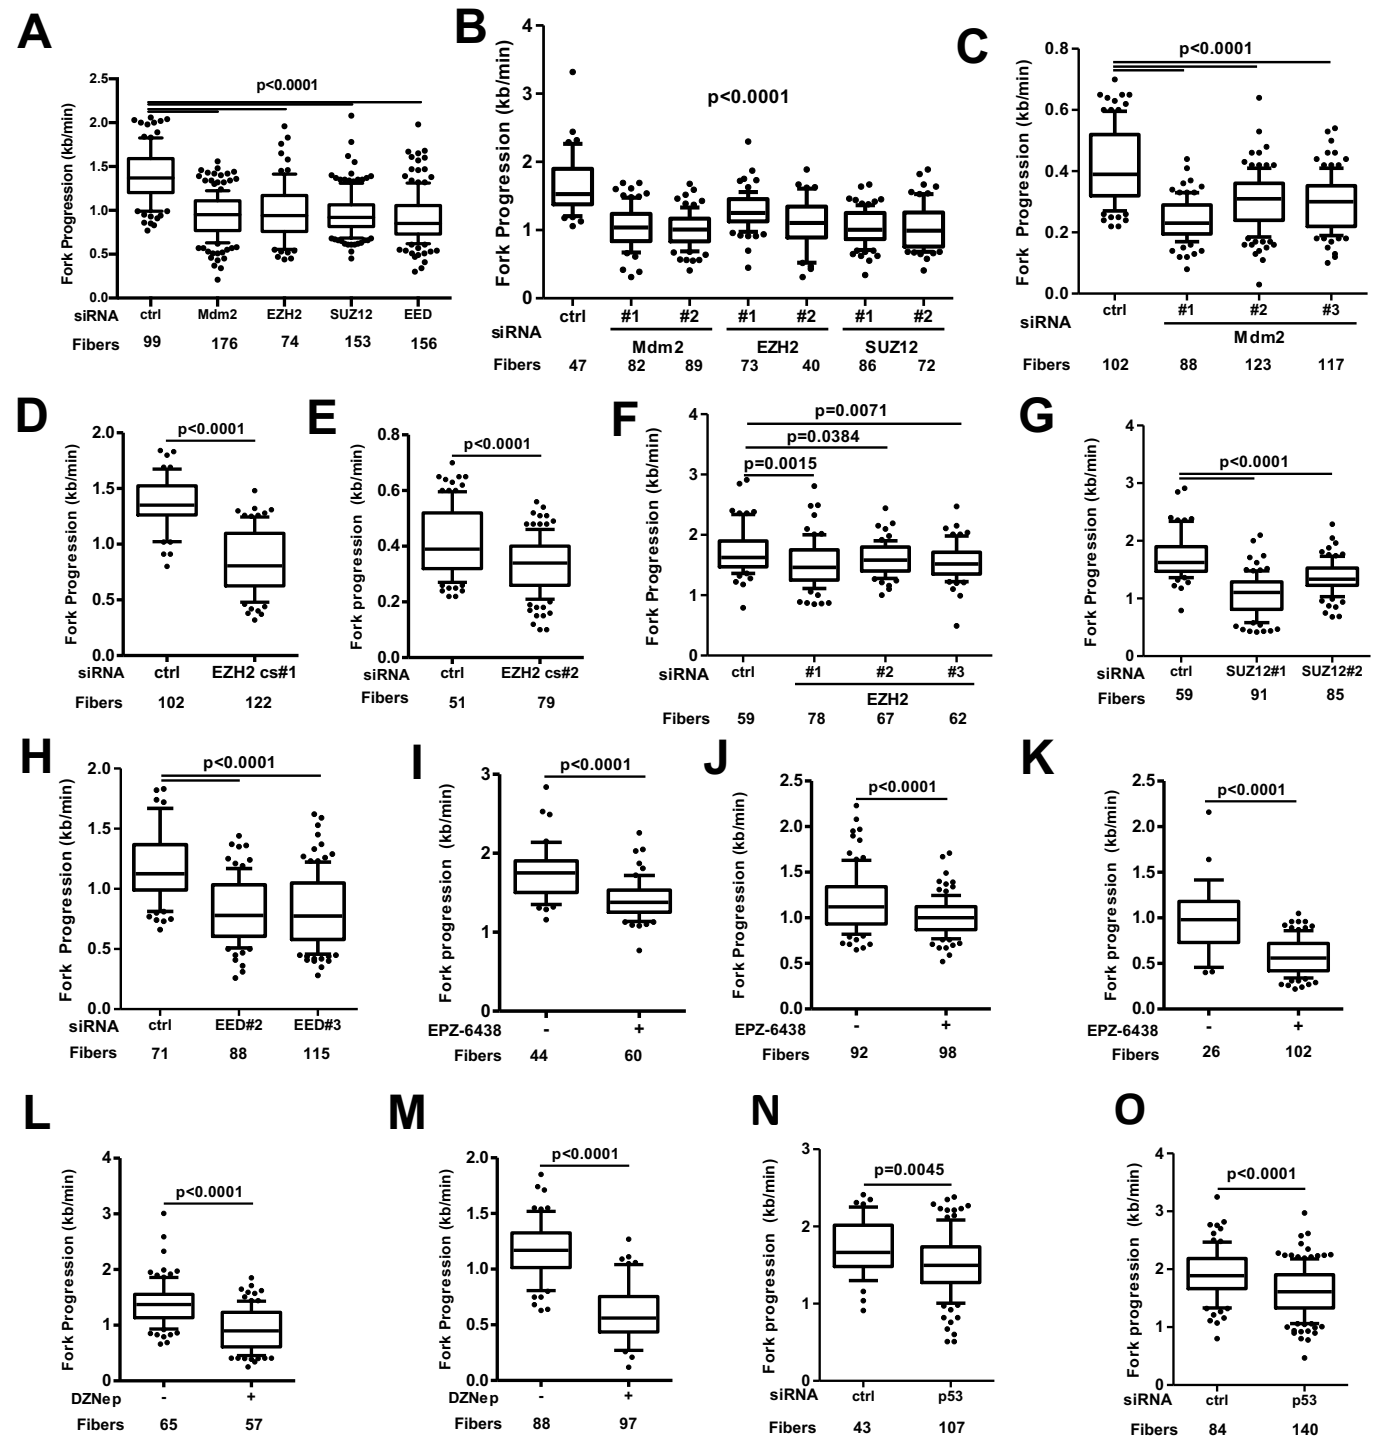 A
Fork Progression (kb/min)
2.5
2.0
1.5
1.0
0.5
0.0
p<0.0001
siRNA ctrl Mdm2 EZH2 SUZ12 EED
Fibers 99 176 74 153 156
B
Fork Progression (kb/min)
4
3
2
1
0
p<0.0001
ctrl #1 #2 #1 #2 #1 #2
siRNA
Mdm2 EZH2 SUZ12
Fibers 47 82 89 73 40 86 72
C
Fork Progression (kb/min)
0.8
0.6
0.4
0.2
0.0
p<0.0001
ctrl #1 #2 #3
siRNA
Mdm2
Fibers 102 88 123 117
D
Fork Progression (kb/min)
2.0
1.5
1.0
0.5
0.0
p<0.0001
siRNA ctrl EZH2 cs#1
Fibers 102 122
E
Fork progression (kb/min)
0.8
0.6
0.4
0.2
0.0
p<0.0001
siRNA ctrl EZH2 cs#2
Fibers 51 79
F
Fork Progression (kb/min)
4
3
2
1
0
p=0.0071
p=0.0384
p=0.0015
siRNA ctrl #1 #2 #3
EZH2
Fibers 59 78 67 62
G
Fork Progression (kb/min)
4
3
2
1
0
p<0.0001
siRNA ctrl SUZ12#1 SUZ12#2
Fibers 59 91 85
H
Fork Progression (kb/min)
2.0
1.5
1.0
0.5
0.0
p<0.0001
siRNA ctrl EED#2 EED#3
Fibers 71 88 115
I
Fork progression (kb/min)
3
2
1
0
p<0.0001
EPZ-6438 - +
Fibers 44 60
J
Fork progression (kb/min)
2.5
2.0
1.5
1.0
0.5
0.0
p<0.0001
EPZ-6438 - +
Fibers 92 98
K
Fork progression (kb/min)
2.5
2.0
1.5
1.0
0.5
0.0
p<0.0001
EPZ-6438 - +
Fibers 26 102
L
Fork Progression (kb/min)
4
3
2
1
0
p<0.0001
DZNep - +
Fibers 65 57
M
Fork Progression (kb/min)
2.0
1.5
1.0
0.5
0.0
p<0.0001
DZNep - +
Fibers 88 97
N
Fork Progression (kb/min)
3
2
1
0
p=0.0045
siRNA ctrl p53
Fibers 43 107
O
Fork progression (kb/min)
4
3
2
1
0
p<0.0001
siRNA ctrl p53
Fibers 84 140